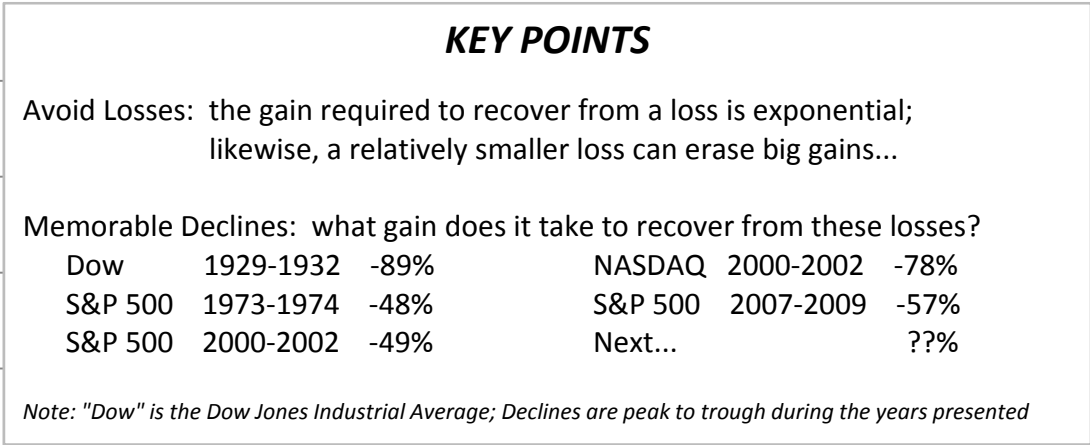 KEY POINTS
Avoid Losses: the gain required to recover from a loss is exponential;
likewise, a relatively smaller loss can erase big gains...
Memorable Declines: what gain does it take to recover from these losses?
Dow 1929-1932 -89% NASDAQ 2000-2002 -78%
S&P 500 1973-1974 -48% S&P 500 2007-2009 -57%
S&P 500 2000-2002 -49% Next... ??%
Note: "Dow" is the Dow Jones Industrial Average; Declines are peak to trough during the years presented